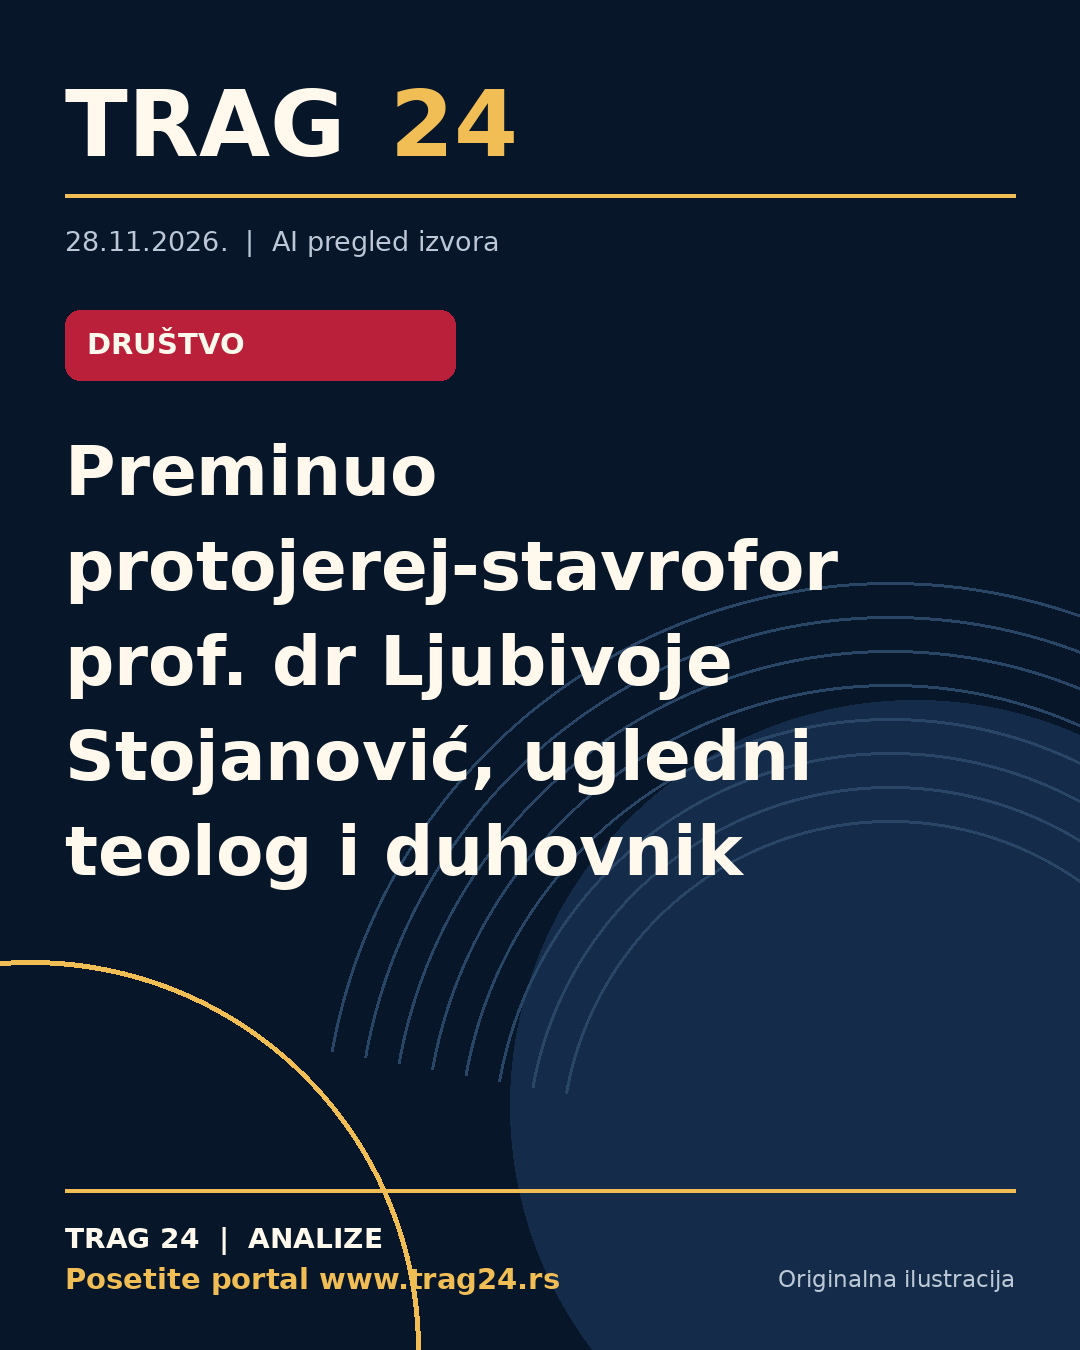 TRAG 24
28.11.2026. | AI pregled izvora
DRUŠTVO
Preminuo
protojerej-stavrofor
prof. dr Ljubivoje
Stojanović, ugledni
teolog i duhovnik
TRAG 24 | ANALIZE
Posetite portal www.trag24.rs
Originalna ilustracija